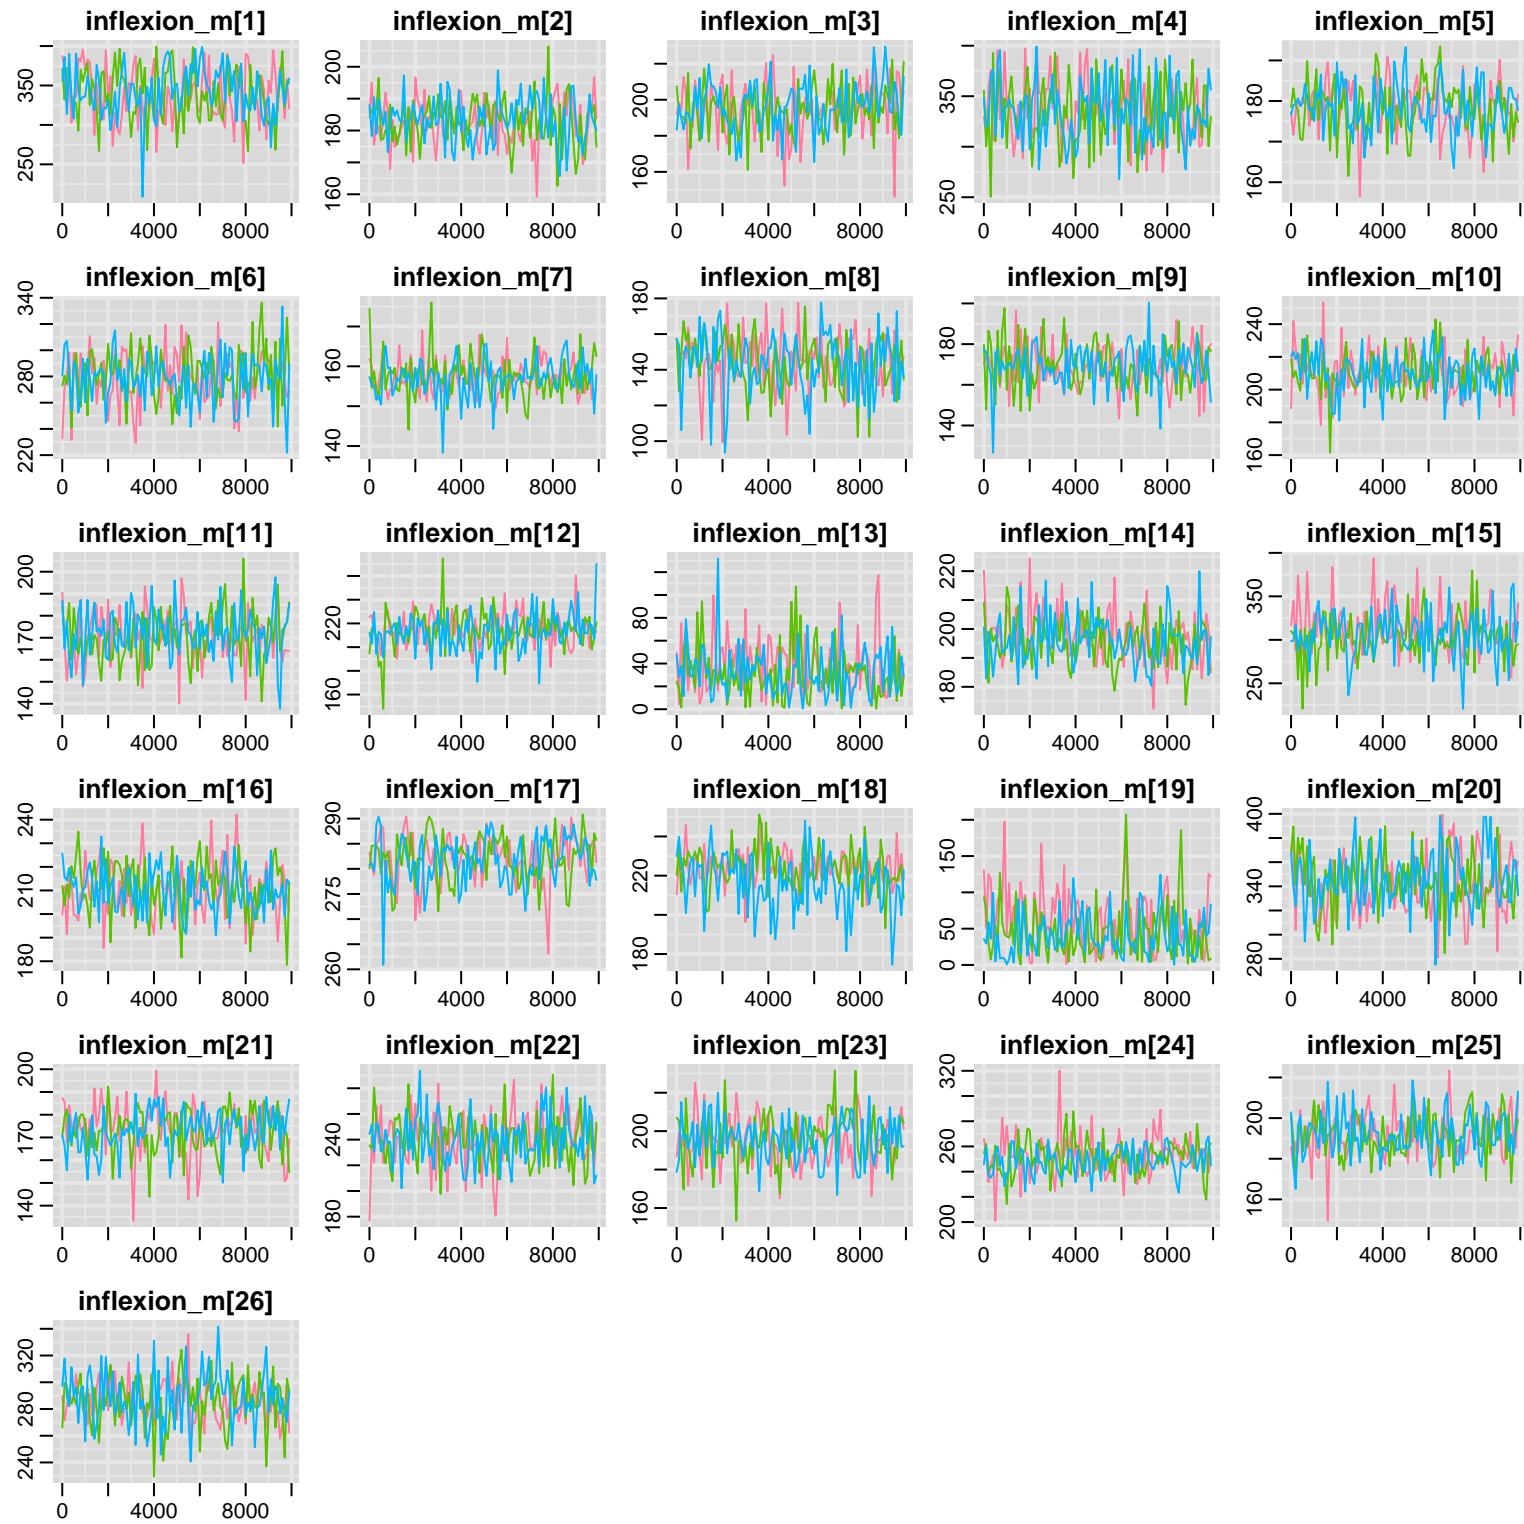 inflexion_m[1] inflexion_m[2] inflexion_m[3] inflexion_m[4] inflexion_m[5]
350 250
0 4000 8000
200 180 160
0 4000 8000
200 160
0 4000 8000
350 250
0 4000 8000
180 160
0 4000 8000
inflexion_m[6] inflexion_m[7] inflexion_m[8] inflexion_m[9] inflexion_m[10]
340 280 220
0 4000 8000
160 140
0 4000 8000
180 140 100
0 4000 8000
180 140
0 4000 8000
240 200 160
0 4000 8000
inflexion_m[11] inflexion_m[12] inflexion_m[13] inflexion_m[14] inflexion_m[15]
200 170 140
0 4000 8000
220 160
0 4000 8000
80 40 0
0 4000 8000
220 200 180
0 4000 8000
350 250
0 4000 8000
inflexion_m[16] inflexion_m[17] inflexion_m[18] inflexion_m[19] inflexion_m[20]
240 210 180
0 4000 8000
290 275 260
0 4000 8000
220 180
0 4000 8000
150 50 0
0 4000 8000
400 340 280
0 4000 8000
inflexion_m[21] inflexion_m[22] inflexion_m[23] inflexion_m[24] inflexion_m[25]
200 170 140
0 4000 8000
240 180
0 4000 8000
200 160
0 4000 8000
320 260 200
0 4000 8000
200 160
0 4000 8000
inflexion_m[26]
320 280 240
0 4000 8000